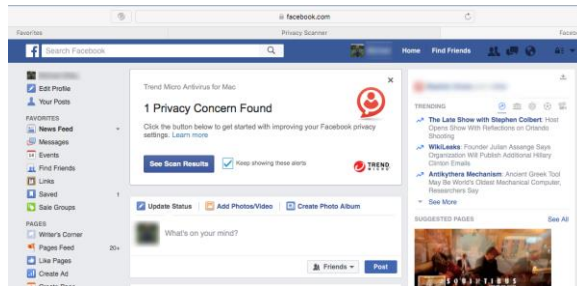 facebook.com
Favorites
Privacy Scanner
Search Facebook
Home
Find Friends
Edit Profile
Your Posts
FAVORITES
News Feed
Messages
Events
Find Friends
Links
Saved
1
Sale Groups
PAGES
Writer's Corner
Pages Feed
20+
Like Pages
Create Ad
Trend Micro Antivirus for Mac
1 Privacy Concern Found
Click the button below to get started with improving your Facebook privacy
settings. Learn more
See Scan Results
Keep showing these alerts
TREND
MICRO
Update Status
Add Photos/Video
Create Photo Album
What's on your mind?
Friends
Post
TRENDING
The Late Show with Stephen Colbert: Host
Opens Show With Reflections on Orlando
Shooting
WikiLeaks: Founder Julian Assange Says
Organization Will Publish Additional Hillary
Clinton Emails
Antikythera Mechanism: Ancient Greek Tool
May Be World's Oldest Mechanical Computer,
Researchers Say
See More
SUGGESTED PAGES
See All